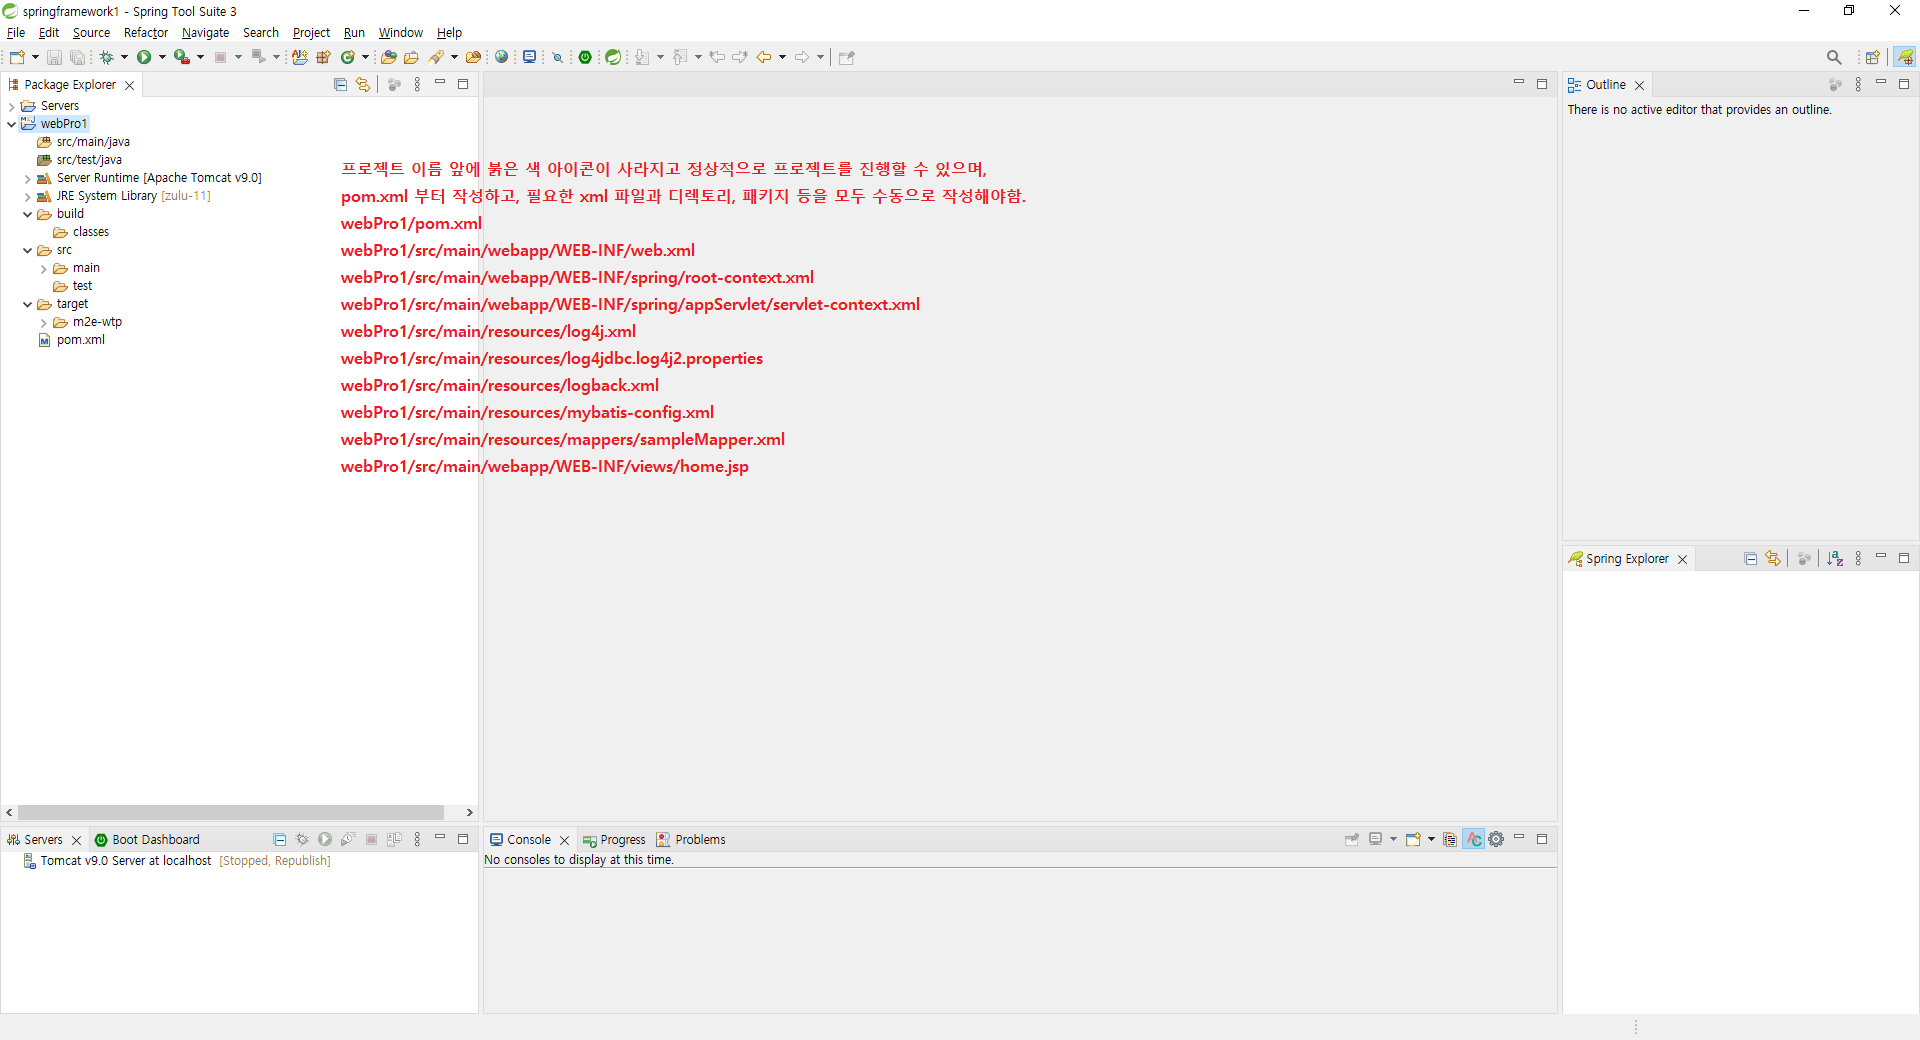 springframework1 - Spring Tool Suite 3
File Edit Source Refactor Navigate Search Project Run Window Help
Package Explorer
Servers
webPro1
src/main/java
src/test/java
Server Runtime [Apache Tomcat v9.0]
JRE System Library [zulu-11]
build
classes
src
main
test
target
m2e-wtp
pom.xml
프로젝트 이름 앞에 붉은 색 아이콘이 사라지고 정상적으로 프로젝트를 진행할 수 있으며,
pom.xml 부터 작성하고, 필요한 xml 파일과 디렉토리, 패키지 등을 모두 수동으로 작성해야함.
webPro1/pom.xml
webPro1/src/main/webapp/WEB-INF/web.xml
webPro1/src/main/webapp/WEB-INF/spring/root-context.xml
webPro1/src/main/webapp/WEB-INF/spring/appServlet/servlet-context.xml
webPro1/src/main/resources/log4j.xml
webPro1/src/main/resources/log4jdbc.log4j2.properties
webPro1/src/main/resources/logback.xml
webPro1/src/main/resources/mybatis-config.xml
webPro1/src/main/resources/mappers/sampleMapper.xml
webPro1/src/main/webapp/WEB-INF/views/home.jsp
Outline
There is no active editor that provides an outline.
Spring Explorer
Servers Boot Dashboard
Tomcat v9.0 Server at localhost [Stopped, Republish]
Console Progress Problems
No consoles to display at this time.